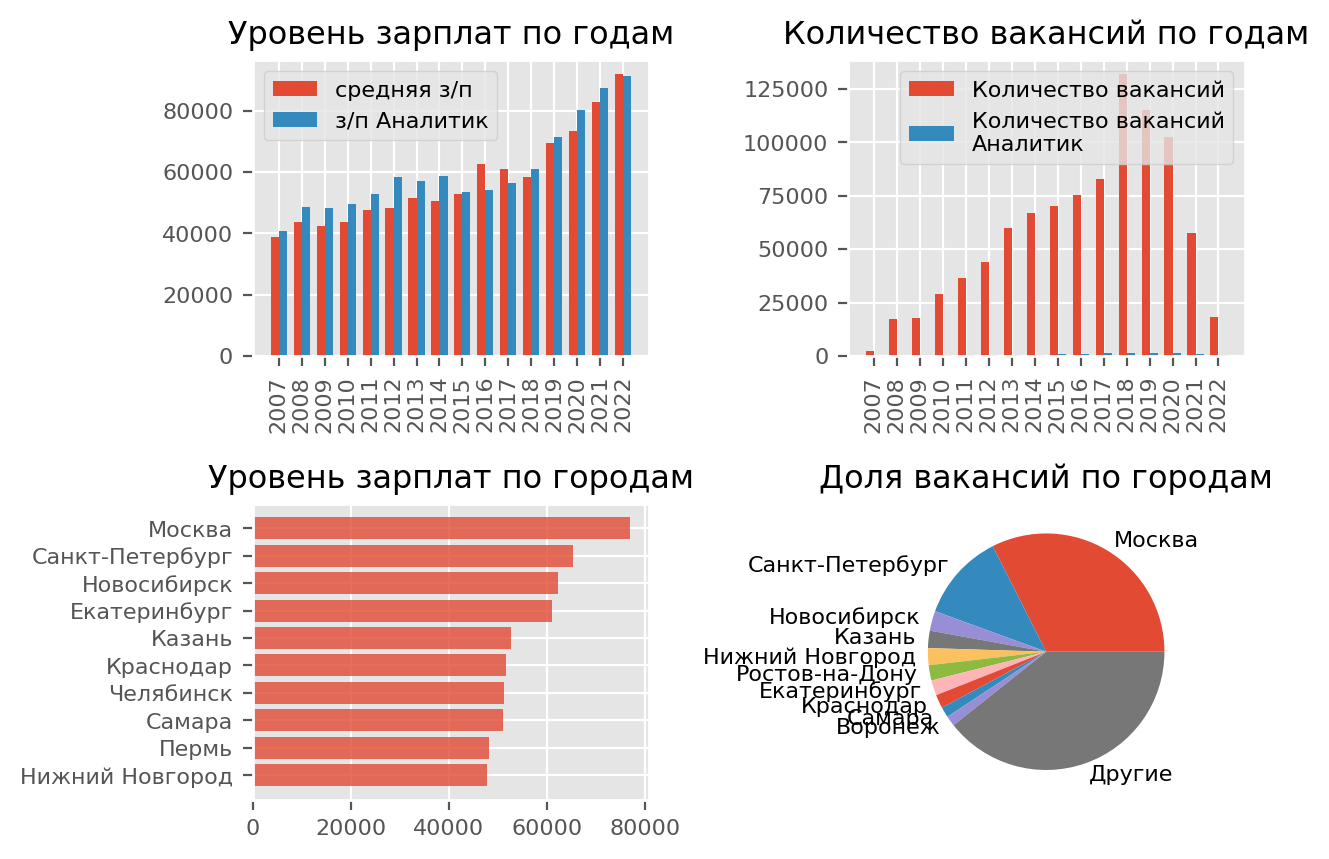 Уровень зарплат по годам
средняя з/п
з/п Аналитик
80000
60000
40000
20000
0
2007 2008 2009 2010 2011 2012 2013 2014 2015 2016 2017 2018 2019 2020 2021 2022
Количество вакансий по годам
Количество вакансий
Количество вакансий
Аналитик
125000
100000
75000
50000
25000
0
2007 2008 2009 2010 2011 2012 2013 2014 2015 2016 2017 2018 2019 2020 2021 2022
Уровень зарплат по городам
Москва
Санкт-Петербург
Новосибирск
Екатеринбург
Казань
Краснодар
Челябинск
Самара
Пермь
Нижний Новгород
0 20000 40000 60000 80000
Доля вакансий по городам
Москва
Санкт-Петербург
Новосибирск
Казань
Нижний Новгород
Ростов-на-Дону
Екатеринбург
Краснодар
Самара
Воронеж
Другие